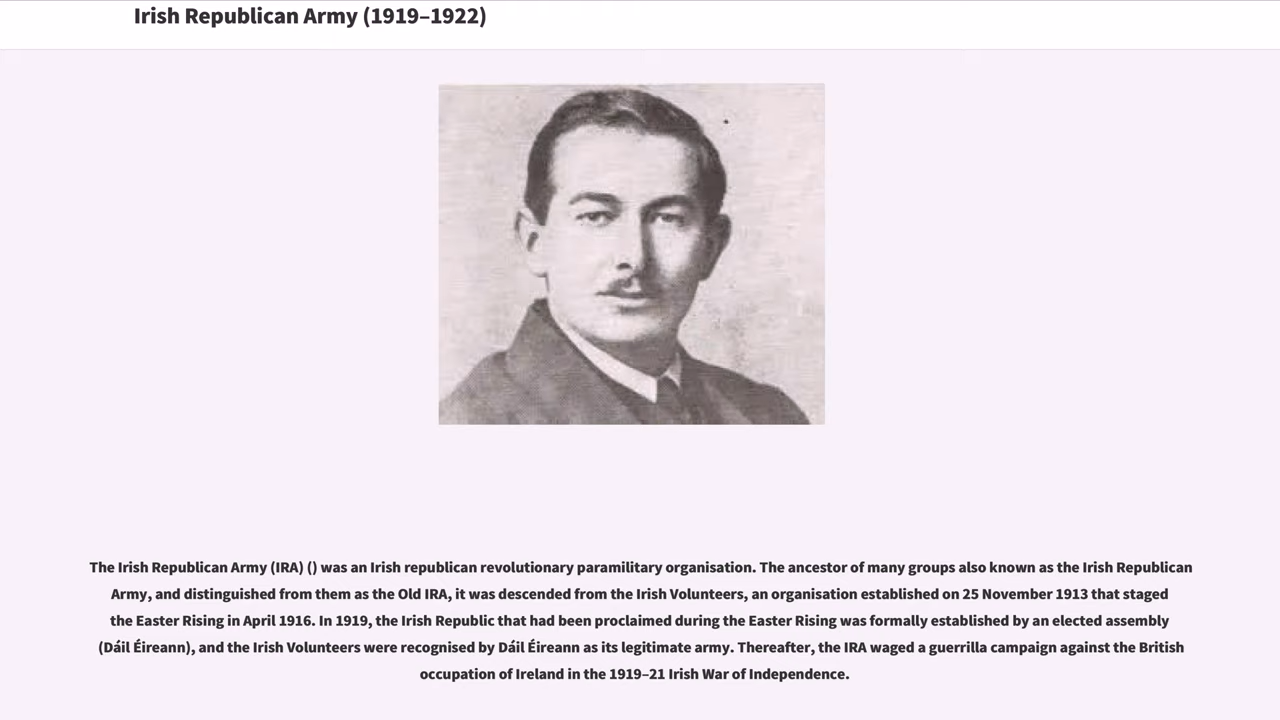 Irish Republican Army (1919–1922)
The Irish Republican Army (IRA) () was an Irish republican revolutionary paramilitary organisation. The ancestor of many groups also known as the Irish Republican
Army, and distinguished from them as the Old IRA, it was descended from the Irish Volunteers, an organisation established on 25 November 1913 that staged
the Easter Rising in April 1916. In 1919, the Irish Republic that had been proclaimed during the Easter Rising was formally established by an elected assembly
(Dáil Éireann), and the Irish Volunteers were recognised by Dáil Éireann as its legitimate army. Thereafter, the IRA waged a guerrilla campaign against the British
occupation of Ireland in the 1919–21 Irish War of Independence.